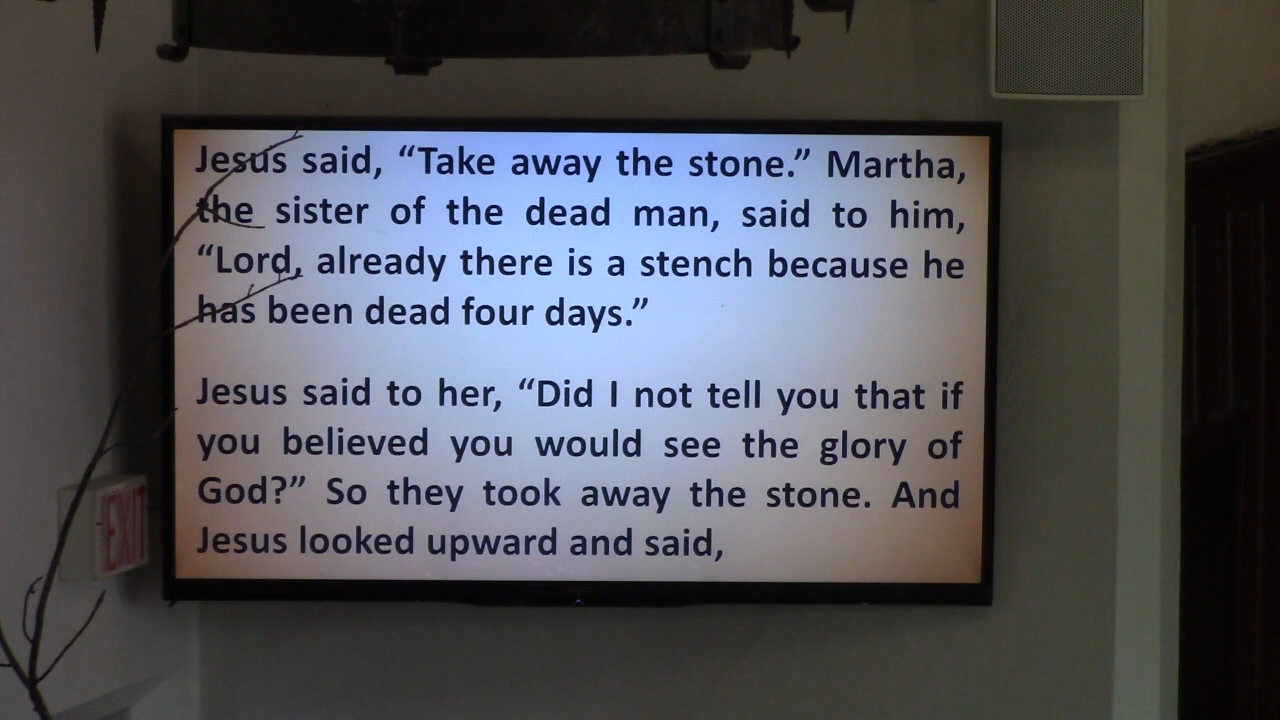 Jesus said, “Take away the stone.” Martha,
the sister of the dead man, said to him,
“Lord, already there is a stench because he
has been dead four days.”
Jesus said to her, “Did I not tell you that if
you believed you would see the glory of
God?” So they took away the stone. And
Jesus looked upward and said,
EXIT